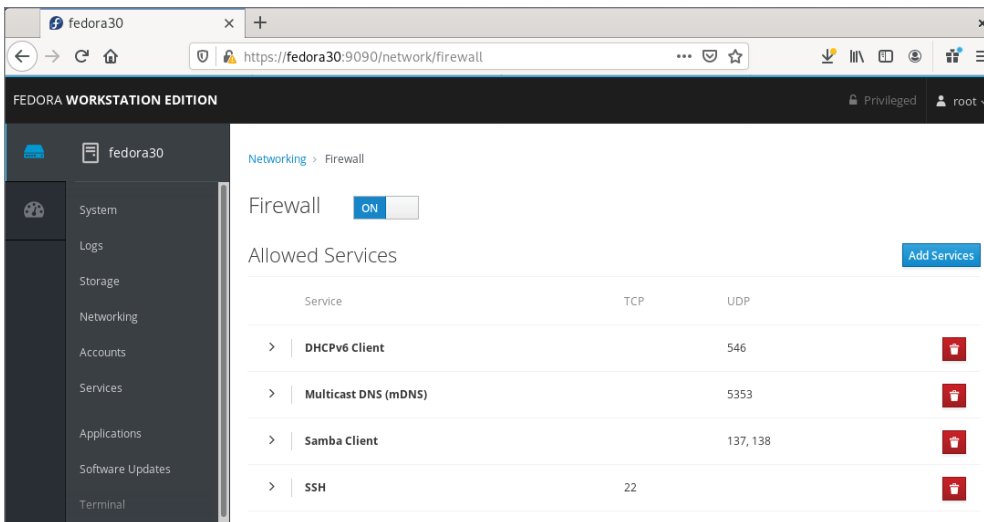 fedora30
https://fedora30:9090/network/firewall
FEDORA WORKSTATION EDITION
Privileged
root
fedora30
System
Logs
Storage
Networking
Accounts
Services
Applications
Software Updates
Terminal
Networking > Firewall
Firewall ON
Allowed Services
Add Services
Service TCP UDP
DHCPv6 Client 546
Multicast DNS (mDNS) 5353
Samba Client 137, 138
SSH 22